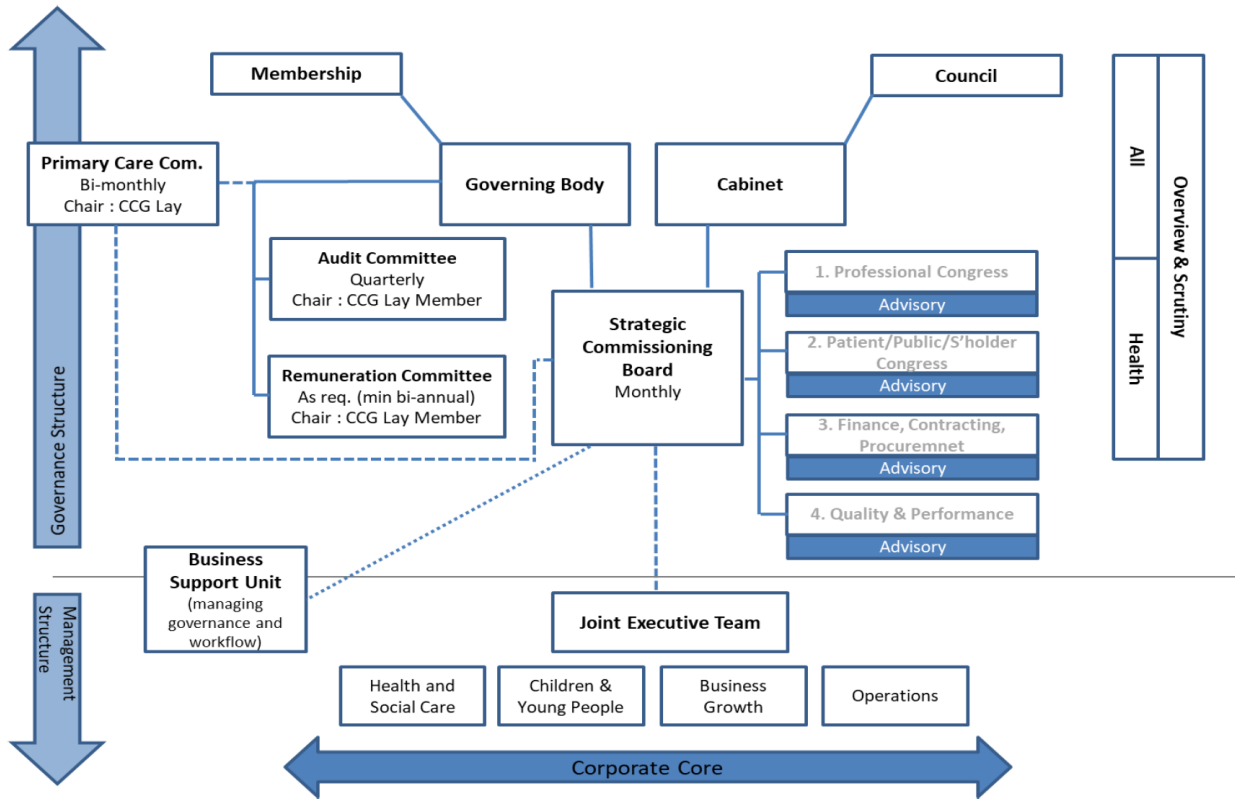 Membership
Council
Primary Care Com.
Bi-monthly
Chair : CCG Lay
Governing Body
Cabinet
Audit Committee
Quarterly
Chair : CCG Lay Member
Remuneration Committee
As req. (min bi-annual)
Chair : CCG Lay Member
Strategic
Commissioning
Board
Monthly
1. Professional Congress
Advisory
2. Patient/Public/S'holder
Congress
Advisory
3. Finance, Contracting,
Procuremnet
Advisory
4. Quality & Performance
Advisory
All
Health
Overview & Scrutiny
Governance Structure
Business
Support Unit
(managing
governance and
workflow)
Management
Structure
Joint Executive Team
Health and
Social Care
Children &
Young People
Business
Growth
Operations
Corporate Core